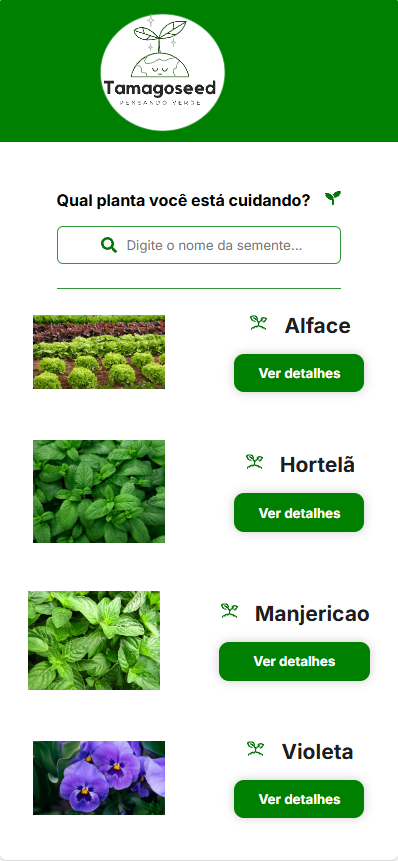 Tamagoseed
PENSANDO VERDE
Qual planta você está cuidando?
Digite o nome da semente...
Alface
Ver detalhes
Hortelã
Ver detalhes
Manjericao
Ver detalhes
Violeta
Ver detalhes